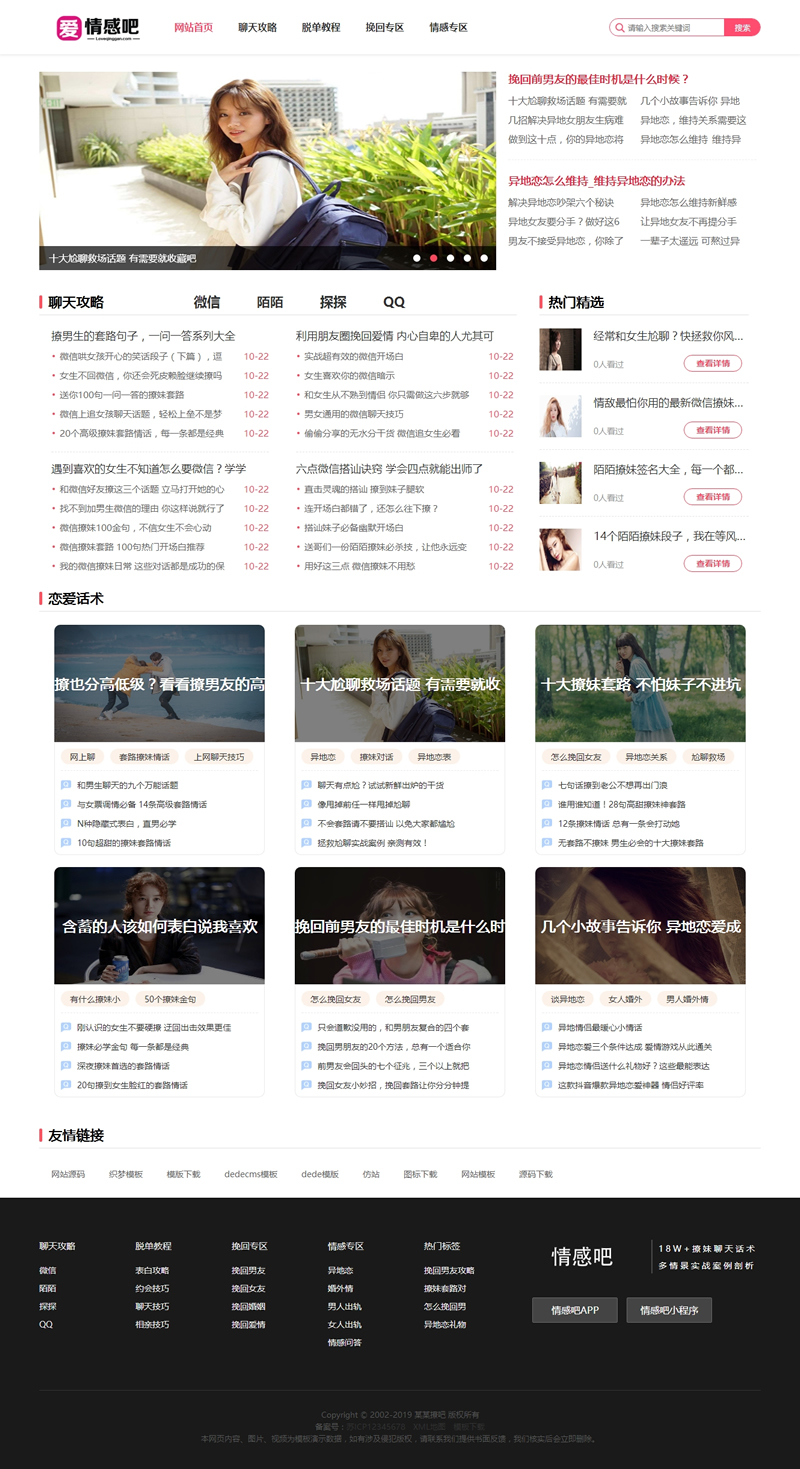 爱 情感吧
Loveqinggan.com
网站首页 聊天攻略 脱单教程 挽回专区 情感专区
请输入搜索关键词 搜索
EXIT
十大尬聊救场话题 有需要就收藏吧
挽回前男友的最佳时机是什么时候？
十大尬聊救场话题 有需要就 几个小故事告诉你 异地
几招解决异地女朋友生病难 异地恋，维持关系需要这
做到这十点，你的异地恋将 异地恋怎么维持 维持异
异地恋怎么维持_维持异地恋的办法
解决异地恋吵架六个秘诀 异地恋怎么维持新鲜感
异地女友要分手？做好这6 让异地女友不再提分手
男友不接受异地恋，你除了 一辈子太遥远 可熬过异
聊天攻略 微信 陌陌 探探 QQ
撩男生的套路句子，一问一答系列大全
微信哄女孩开心的笑话段子（下篇），逗 10-22
女生不回微信，你还会死皮赖脸继续撩吗 10-22
送你100句一问一答的撩妹套路 10-22
微信上追女孩聊天话题，轻松上垒不是梦 10-22
20个高级撩妹套路情话，每一条都是经典 10-22
利用朋友圈挽回爱情 内心自卑的人尤其可
实战超有效的微信开场白 10-22
女生喜欢你的微信暗示 10-22
和女生从不熟到情侣 你只需做这六步就够 10-22
男女通用的微信聊天技巧 10-22
偷偷分享的无水分干货 微信追女生必看 10-22
遇到喜欢的女生不知道怎么要微信？学学
和微信好友撩这三个话题 立马打开她的心 10-22
找不到加男生微信的理由 你这样说就行了 10-22
微信撩妹100金句，不信女生不会心动 10-22
微信撩妹套路 100句热门开场白推荐 10-22
我的微信撩妹日常 这些对话都是成功的保 10-22
六点微信搭讪诀窍 学会四点就能出师了
直击灵魂的搭讪 撩到妹子腿软 10-22
连开场白都错了，还怎么往下撩？ 10-22
搭讪妹子必备幽默开场白 10-22
送哥们一份陌陌撩妹必杀技，让他永远变 10-22
用好这三点 微信撩妹不用愁 10-22
热门精选
经常和女生尬聊？快拯救你风...
0人看过 查看详情
情敌最怕你用的最新微信撩妹...
0人看过 查看详情
陌陌撩妹签名大全，每一个都...
0人看过 查看详情
14个陌陌撩妹段子，我在等风...
0人看过 查看详情
恋爱话术
撩也分高低级？看看撩男友的高
网上聊 套路撩妹情话 上网聊天技巧
和男生聊天的九个万能话题
与女票调情必备 14条高级套路情话
N种隐藏式表白，直男必学
10句超甜的撩妹套路情话
十大尬聊救场话题 有需要就收
异地恋 撩妹对话 异地恋表
聊天有点尬？试试新鲜出炉的干货
像甩掉前任一样甩掉尬聊
不会套路请不要搭讪 以免大家都尴尬
拯救尬聊实战案例 亲测有效！
十大撩妹套路 不怕妹子不进坑
怎么挽回女友 异地恋关系 尬聊救场
七句话撩到老公不想再出门浪
谁用谁知道！28句高甜撩妹神套路
12条撩妹情话 总有一条会打动她
无套路不撩妹 男生必会的十大撩妹套路
含蓄的人该如何表白说我喜欢
有什么撩妹小 50个撩妹金句
刚认识的女生不要硬撩 迂回出击效果更佳
撩妹必学金句 每一条都是经典
深夜撩妹首选的套路情话
20句撩到女生脸红的套路情话
挽回前男友的最佳时机是什么时
怎么挽回女友 怎么挽回男友
只会道歉没用的，和男朋友复合的四个套
挽回男朋友的20个方法，总有一个适合你
前男友会回头的七个征兆，三个以上就把
挽回女友小妙招，挽回套路让你分分钟提
几个小故事告诉你 异地恋爱成
谈异地恋 女人婚外 男人婚外情
异地情侣最暖心小情话
异地恋爱三个条件达成 爱情游戏从此通关
异地恋情侣送什么礼物好？这些最能表达
这款抖音爆款异地恋爱神器 情侣好评率
友情链接
网站源码 织梦模板 模版下载 dedecms模板 dede模版 仿站 图标下载 网站模板 源码下载
聊天攻略 脱单教程 挽回专区 情感专区 热门标签
微信 表白攻略 挽回男友 异地恋 挽回男友攻略
陌陌 约会技巧 挽回女友 婚外情 撩妹套路对
探探 聊天技巧 挽回婚姻 男人出轨 怎么挽回男
QQ 相亲技巧 挽回爱情 女人出轨 异地恋礼物
情感问答
情感吧
18W+撩妹聊天话术
多情景实战案例剖析
情感吧APP 情感吧小程序
Copyright © 2002-2019 某某撩吧 版权所有
备案号：苏ICP12345678 XML地图 模板下载
本网页内容、图片、视频为模板演示数据，如有涉及侵犯版权，请联系我们提供书面反馈，我们核实后会立即删除。